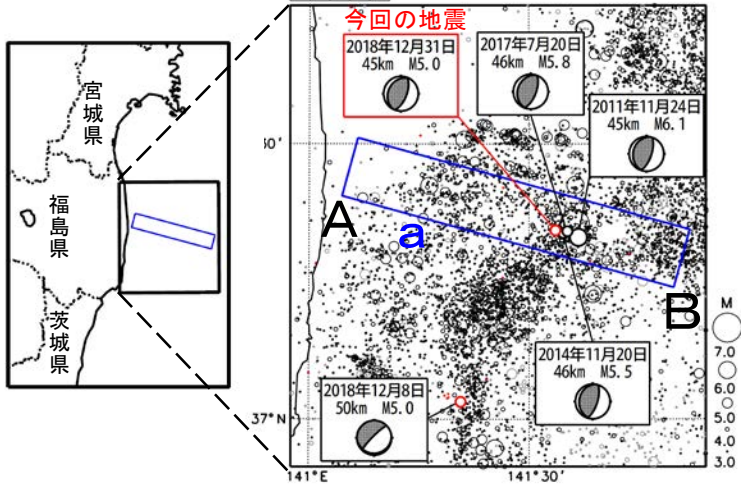 今回の地震
2018年12月31日
45km M5.0
2017年7月20日
46km M5.8
2011年11月24日
45km M6.1
宮城県
福島県
茨城県
A
a
B
2014年11月20日
46km M5.5
2018年12月8日
50km M5.0
M
7.0
6.0
5.0
4.0
3.0
37°N
141°E
141°30'